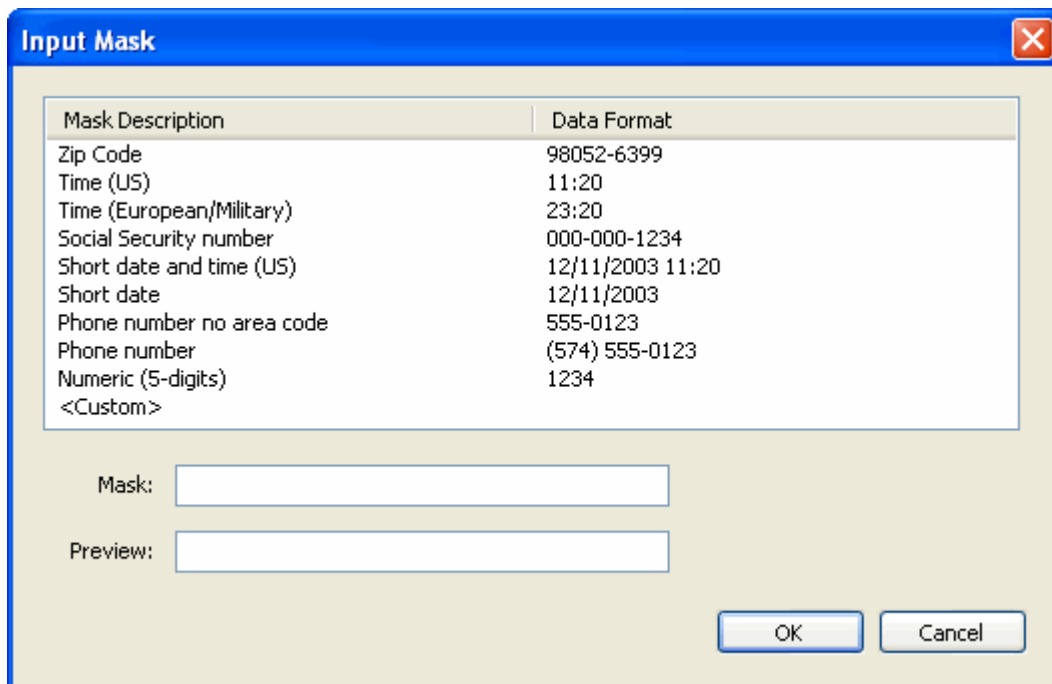 Input Mask
Mask Description Data Format
Zip Code 98052-6399
Time (US) 11:20
Time (European/Military) 23:20
Social Security number 000-000-1234
Short date and time (US) 12/11/2003 11:20
Short date 12/11/2003
Phone number no area code 555-0123
Phone number (574) 555-0123
Numeric (5-digits) 1234
<Custom>
Mask:
Preview:
OK Cancel